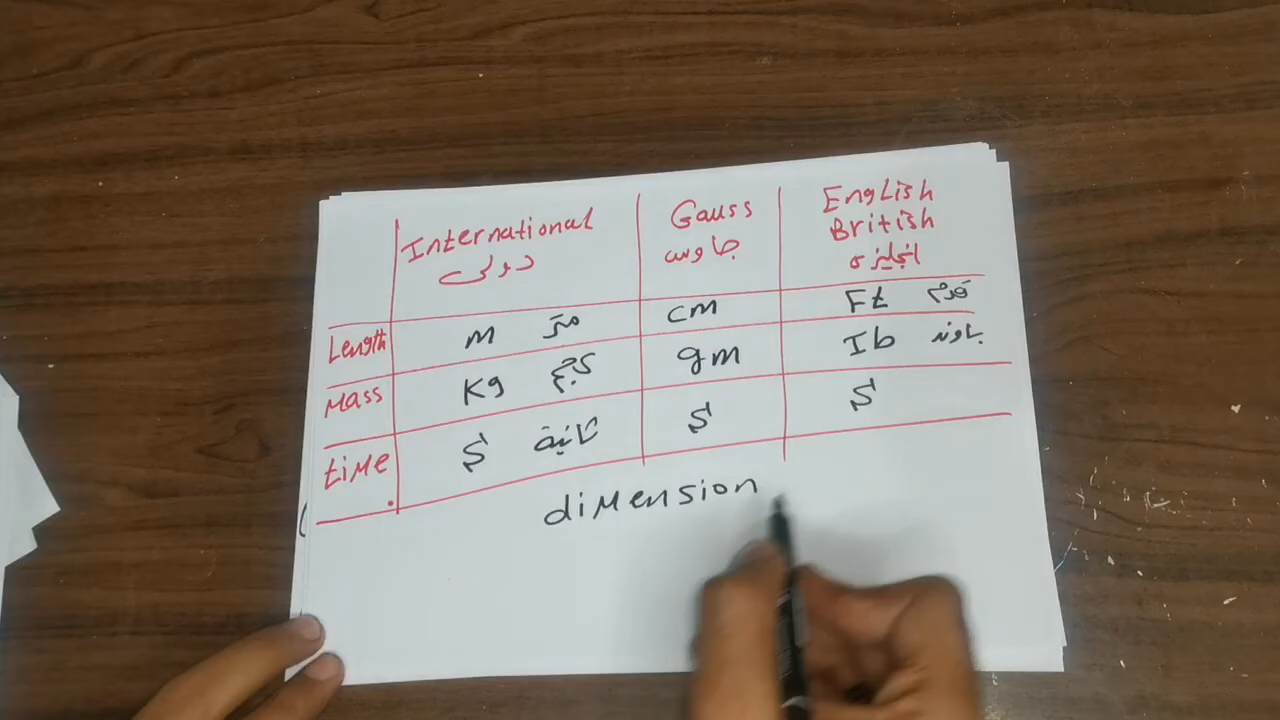 International
دولى
Gauss
جاوس
English
British
انجليزى
Length
m متر
cm
Ft قدم
Mass
Kg كجم
gm
Ib باوند
time
S ثانية
S
S
dimension